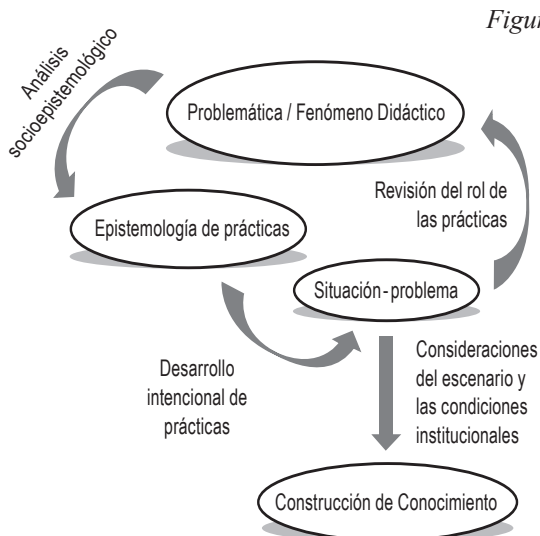 Figur
Análisis
socioepistemológico
Problemática / Fenómeno Didáctico
Revisión del rol de
las prácticas
Epistemología de prácticas
Situación-problema
Desarrollo
intencional de
prácticas
Consideraciones
del escenario y
las condiciones
institucionales
Construcción de Conocimiento